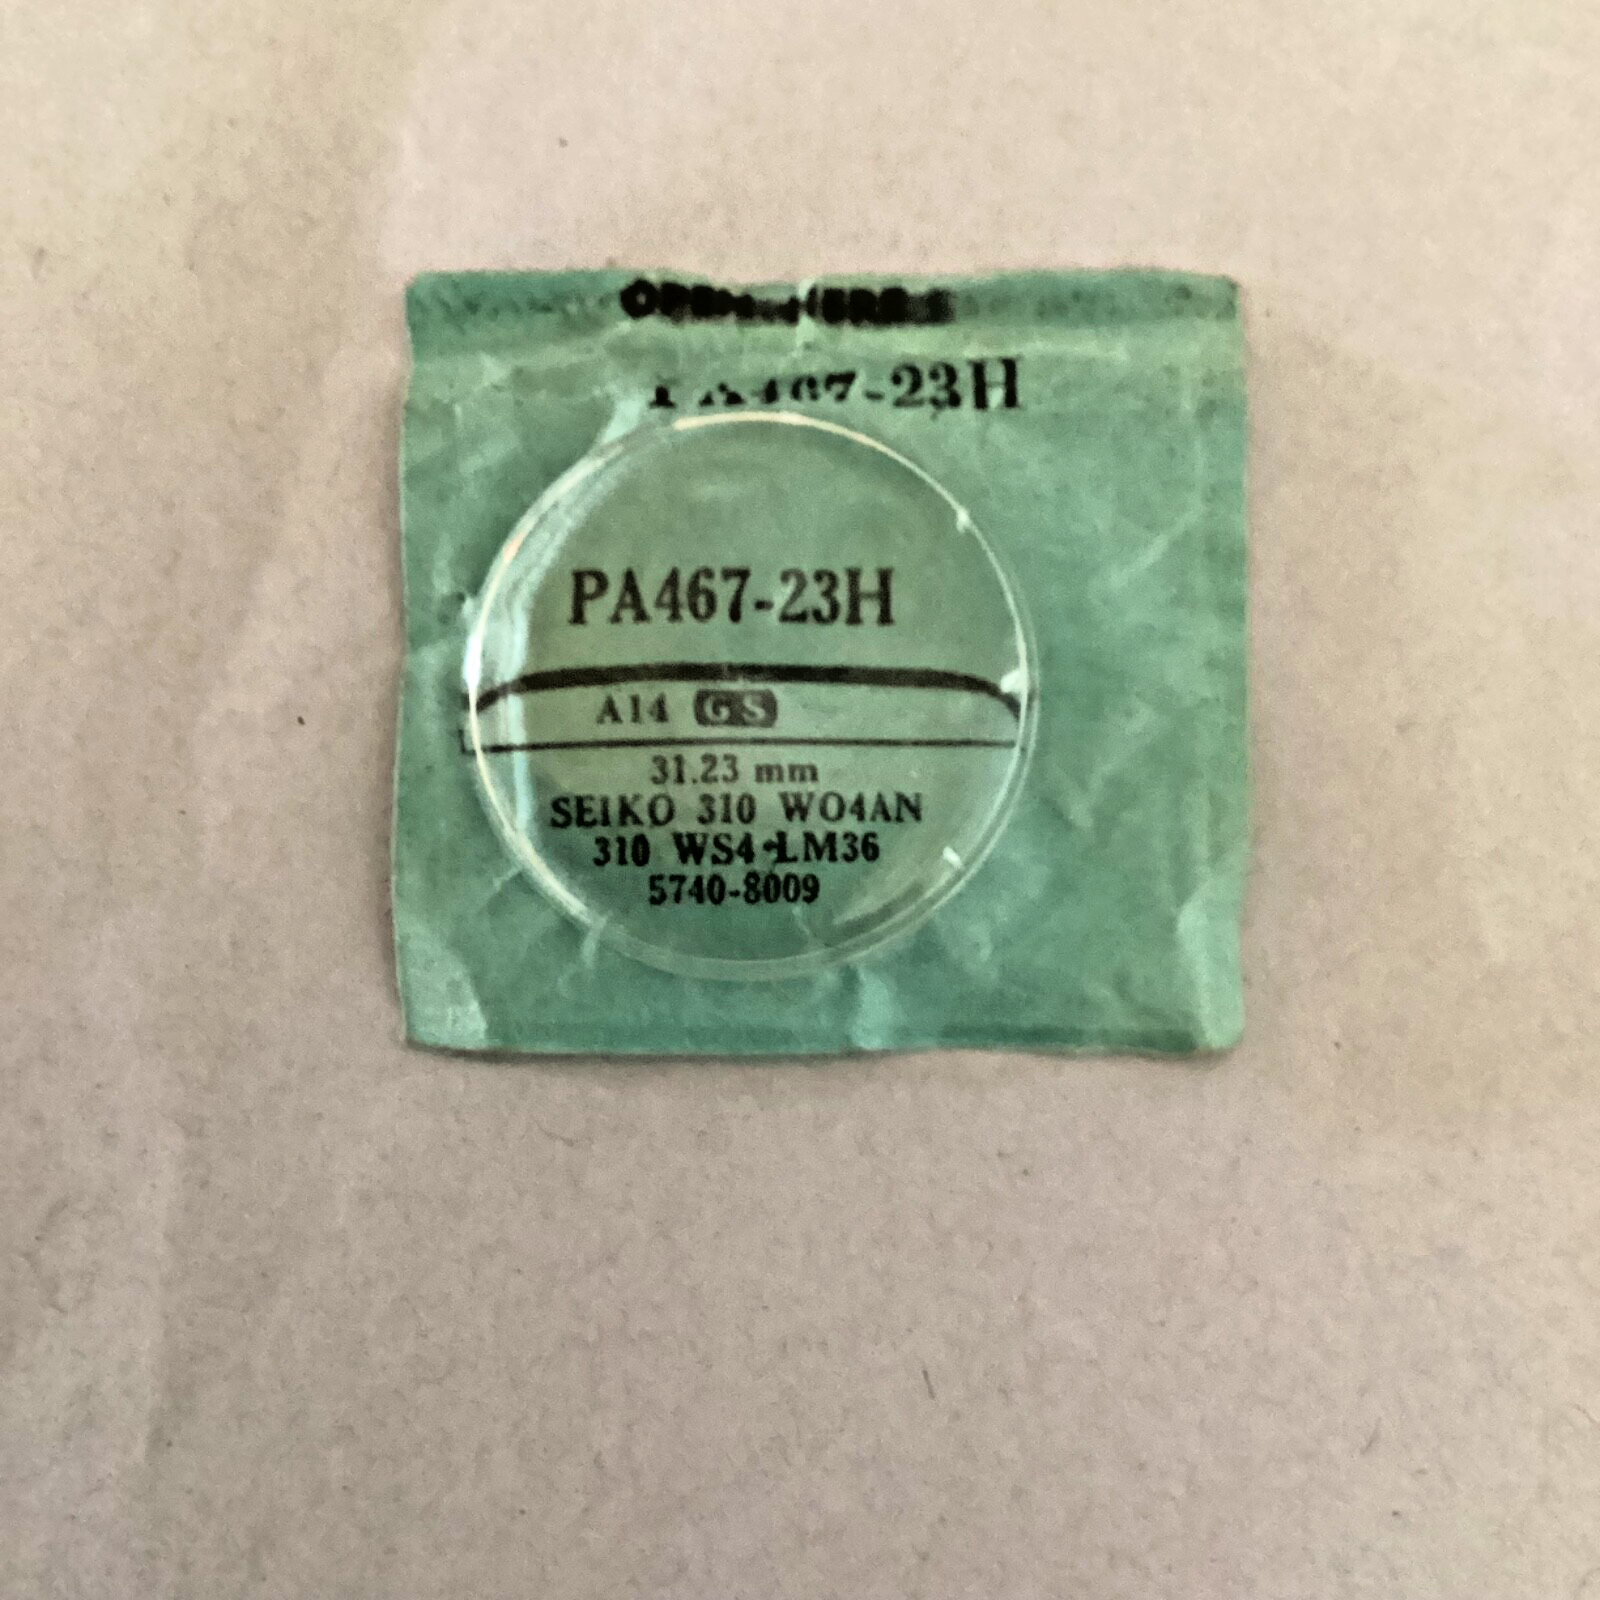 PA467-23H
PA467-23H
A14 GS
31.23 mm
SEIKO 310 WO4AN
310 WS4-LM36
5740-8009